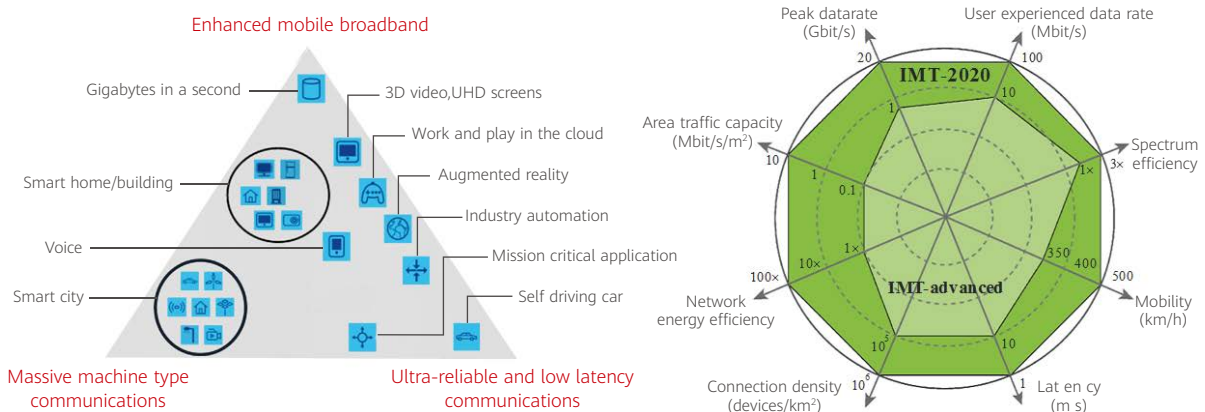 Enhanced mobile broadband
Gigabytes in a second
3D video,UHD screens
Work and play in the cloud
Smart home/building
Augmented reality
Industry automation
Voice
Mission critical application
Smart city
Self driving car
Massive machine type
communications
Ultra-reliable and low latency
communications
Peak datarate
(Gbit/s)
User experienced data rate
(Mbit/s)
20
100
IMT-2020
1
10
Area traffic capacity
(Mbit/s/m²)
Spectrum
efficiency
10
1
0.1
1×
3×
1×
10×
100×
350
400
500
Network
energy efficiency
IMT-advanced
Mobility
(km/h)
10⁵
10
10⁶
1
Connection density
(devices/km²)
Lat en cy
(m s)